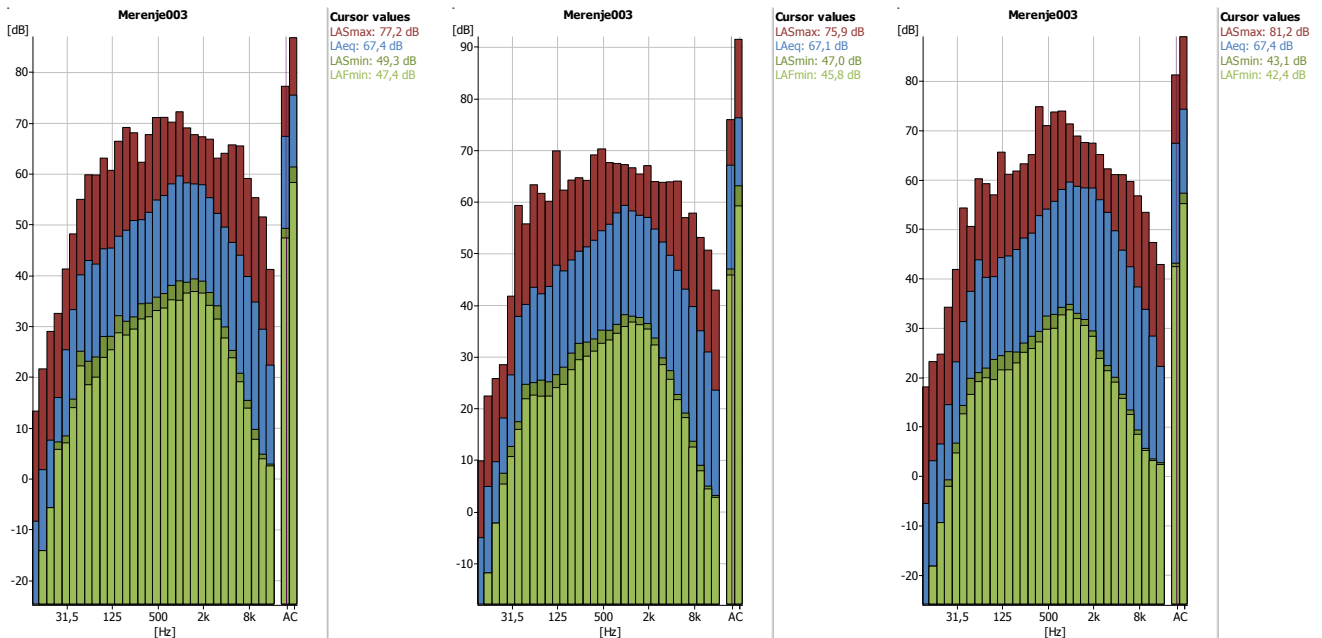 Merenje003
[dB]
80
70
60
50
40
30
20
10
0
-10
-20
31,5 125 500 2k 8k AC
[Hz]
Cursor values
LASmax: 77,2 dB
LAeq: 67,4 dB
LASmin: 49,3 dB
LAFmin: 47,4 dB
Merenje003
[dB]
90
80
70
60
50
40
30
20
10
0
-10
31,5 125 500 2k 8k AC
[Hz]
Cursor values
LASmax: 75,9 dB
LAeq: 67,1 dB
LASmin: 47,0 dB
LAFmin: 45,8 dB
Merenje003
[dB]
80
70
60
50
40
30
20
10
0
-10
-20
31,5 125 500 2k 8k AC
[Hz]
Cursor values
LASmax: 81,2 dB
LAeq: 67,4 dB
LASmin: 43,1 dB
LAFmin: 42,4 dB